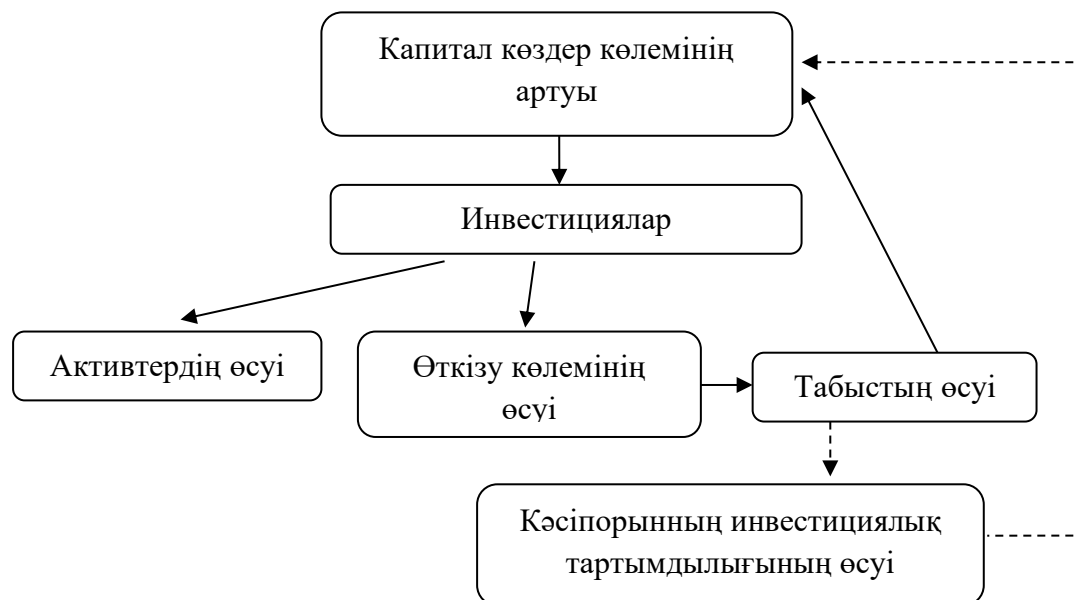 Капитал көздер көлемінің
артуы
Инвестициялар
Активтердің өсуі
Өткізу көлемінің
өсуі
Табыстың өсуі
Кәсіпорынның инвестициялық
тартымдылығының өсуі